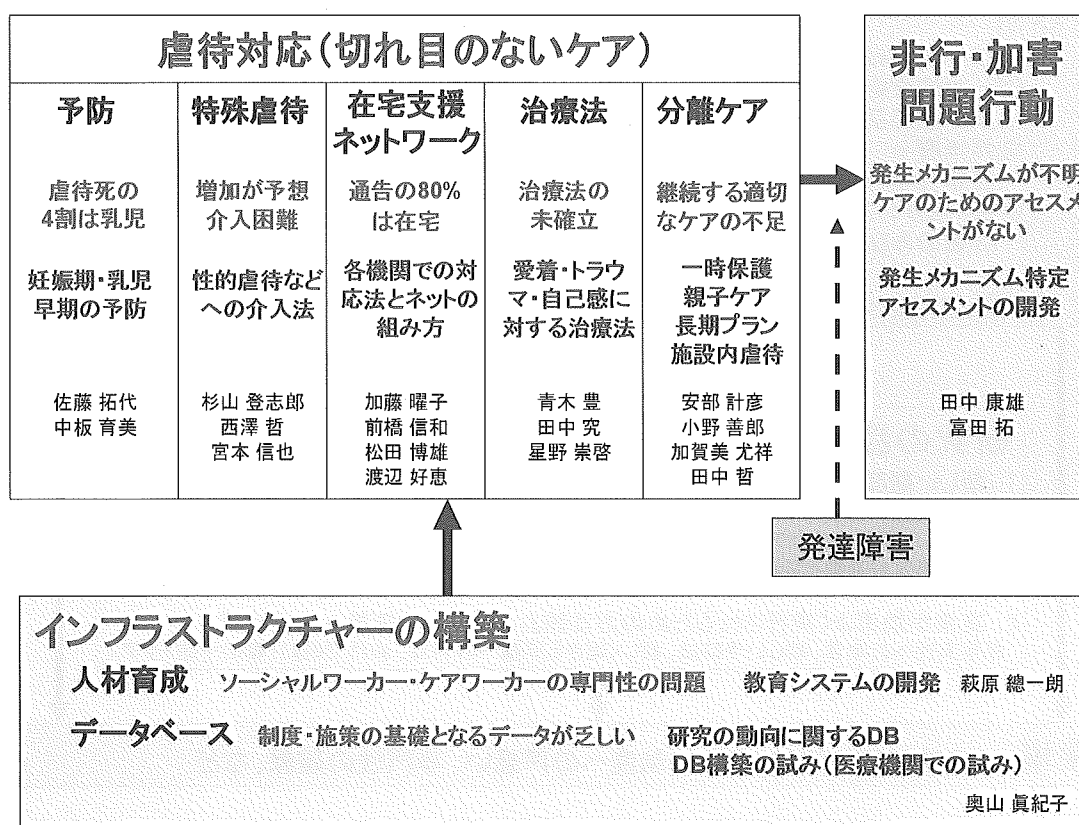 虐待対応(切れ目のないケア)
予防
虐待死の
4割は乳児
妊娠期・乳児
早期の予防
佐藤 拓代
中板 育美
特殊虐待
増加が予想
介入困難
性的虐待など
への介入法
杉山 登志郎
西澤 哲
宮本 信也
在宅支援
ネットワーク
通告の80%
は在宅
各機関での対
応法とネットの
組み方
加藤 曜子
前橋 信和
松田 博雄
渡辺 好恵
治療法
治療法の
未確立
愛着・トラウ
マ・自己感に
対する治療法
青木 豊
田中 究
星野 崇啓
分離ケア
継続する適切
なケアの不足
一時保護
親子ケア
長期プラン
施設内虐待
安部 計彦
小野 善郎
加賀美 尤祥
田中 哲
非行・加害
問題行動
発生メカニズムが不明
ケアのためのアセスメ
ントがない
発生メカニズム特定
アセスメントの開発
田中 康雄
富田 拓
発達障害
インフラストラクチャーの構築
人材育成 ソーシャルワーカー・ケアワーカーの専門性の問題 教育システムの開発 萩原 總一朗
データベース 制度・施策の基礎となるデータが乏しい 研究の動向に関するDB
DB構築の試み(医療機関での試み)
奥山 眞紀子